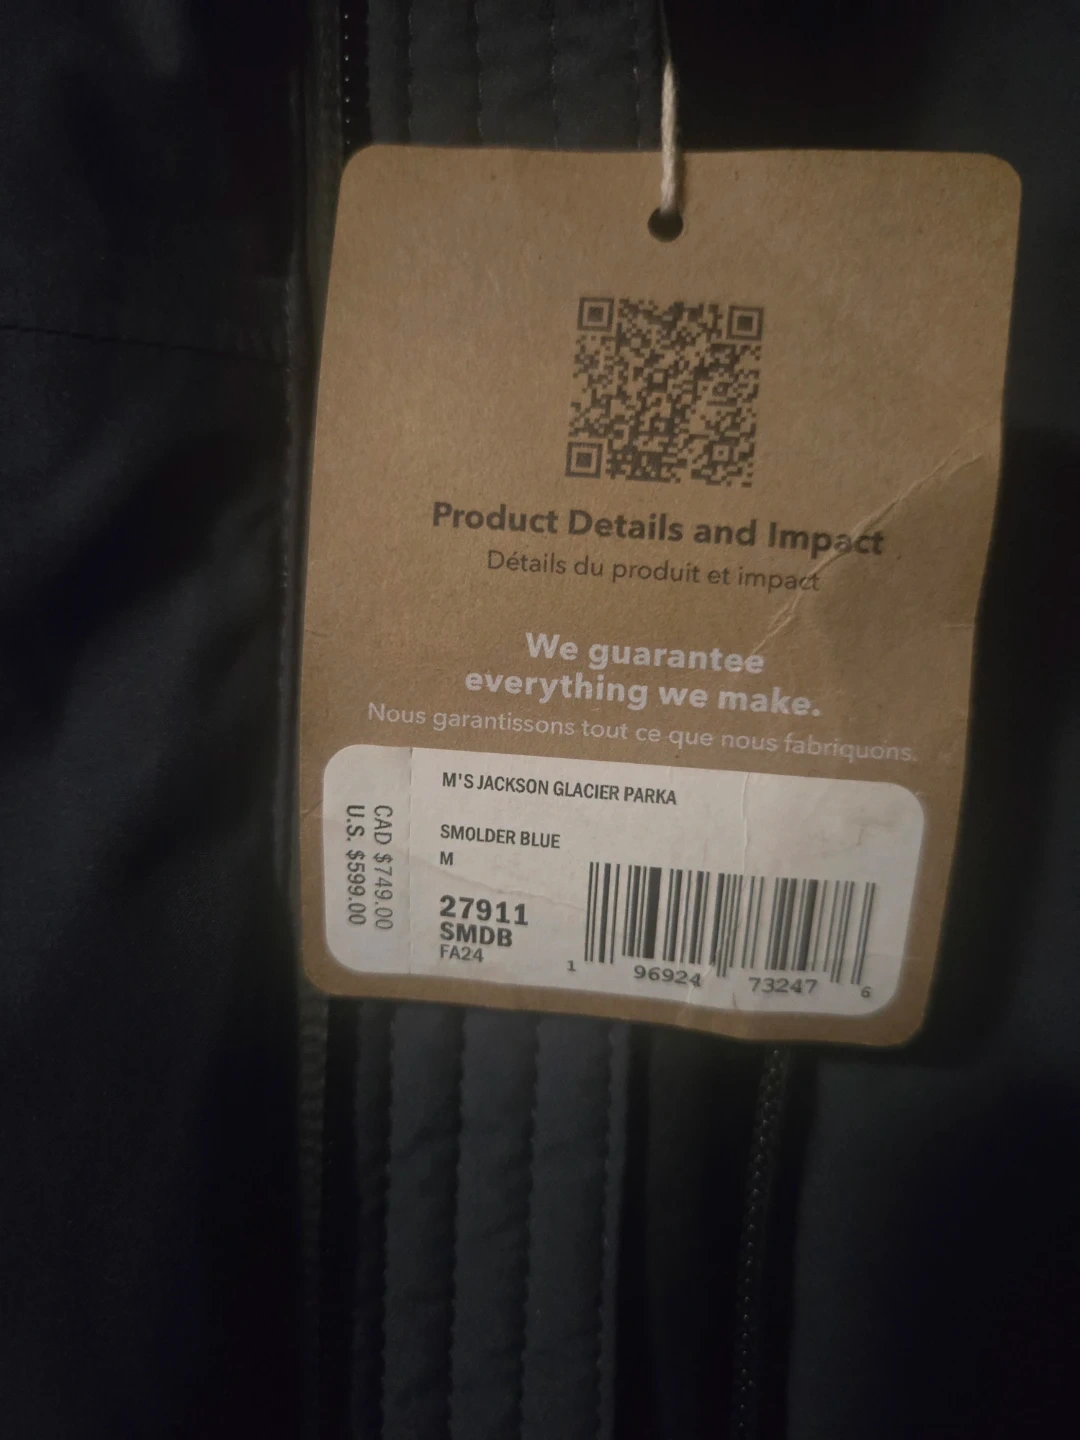 Product Details and Impact
Détails du produit et impact
We guarantee
everything we make.
Nous garantissons tout ce que nous fabriquons.
CAD $749.00
U.S. $599.00
M'S JACKSON GLACIER PARKA
SMOLDER BLUE
M
27911
SMDB
FA24
1 96924 73247 6